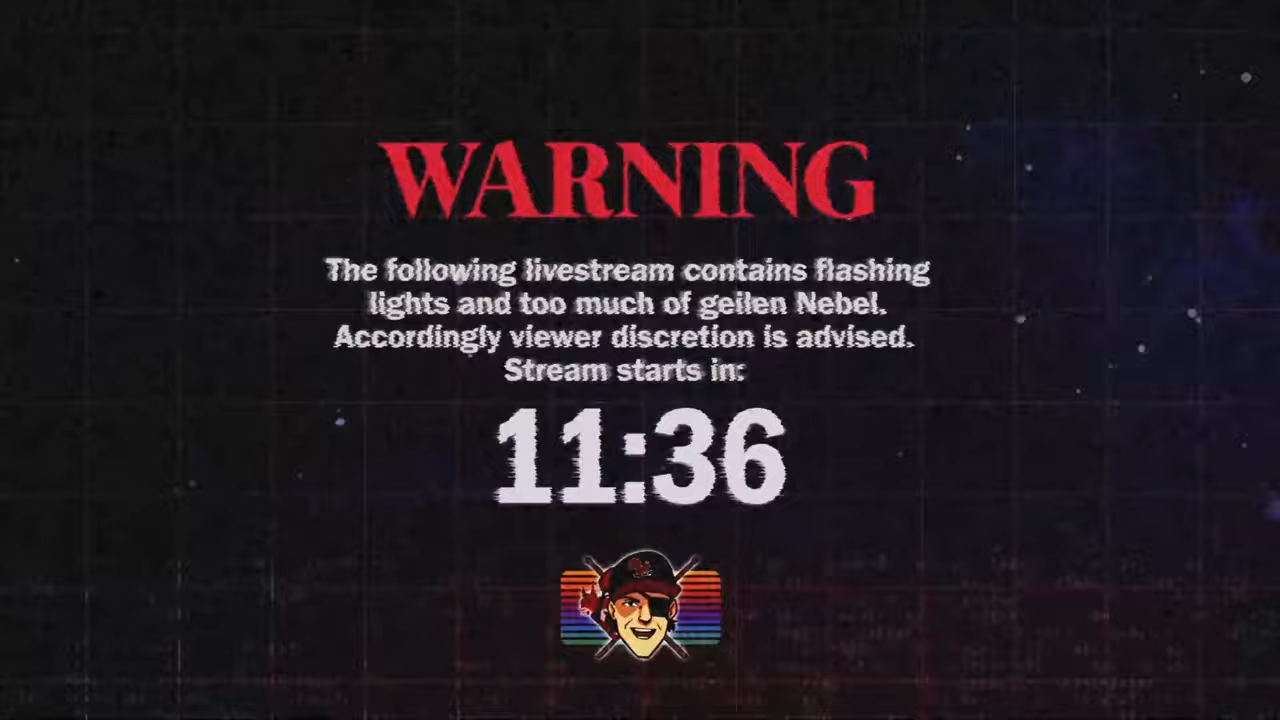 WARNING
The following livestream contains flashing
lights and too much of geilen Nebel.
Accordingly viewer discretion is advised.
Stream starts in:
11:36